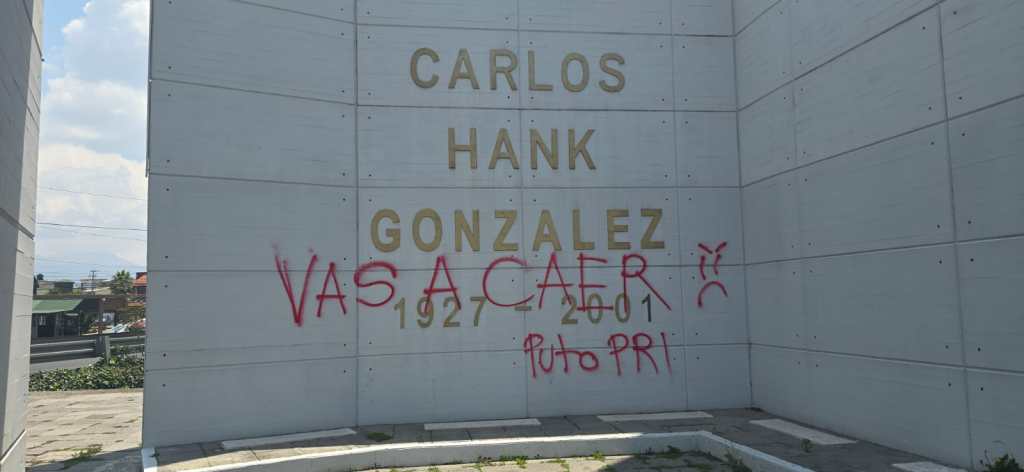 CARLOS
HANK
GONZALEZ
VAS A CAER
1927 - 2001
Puto PRI